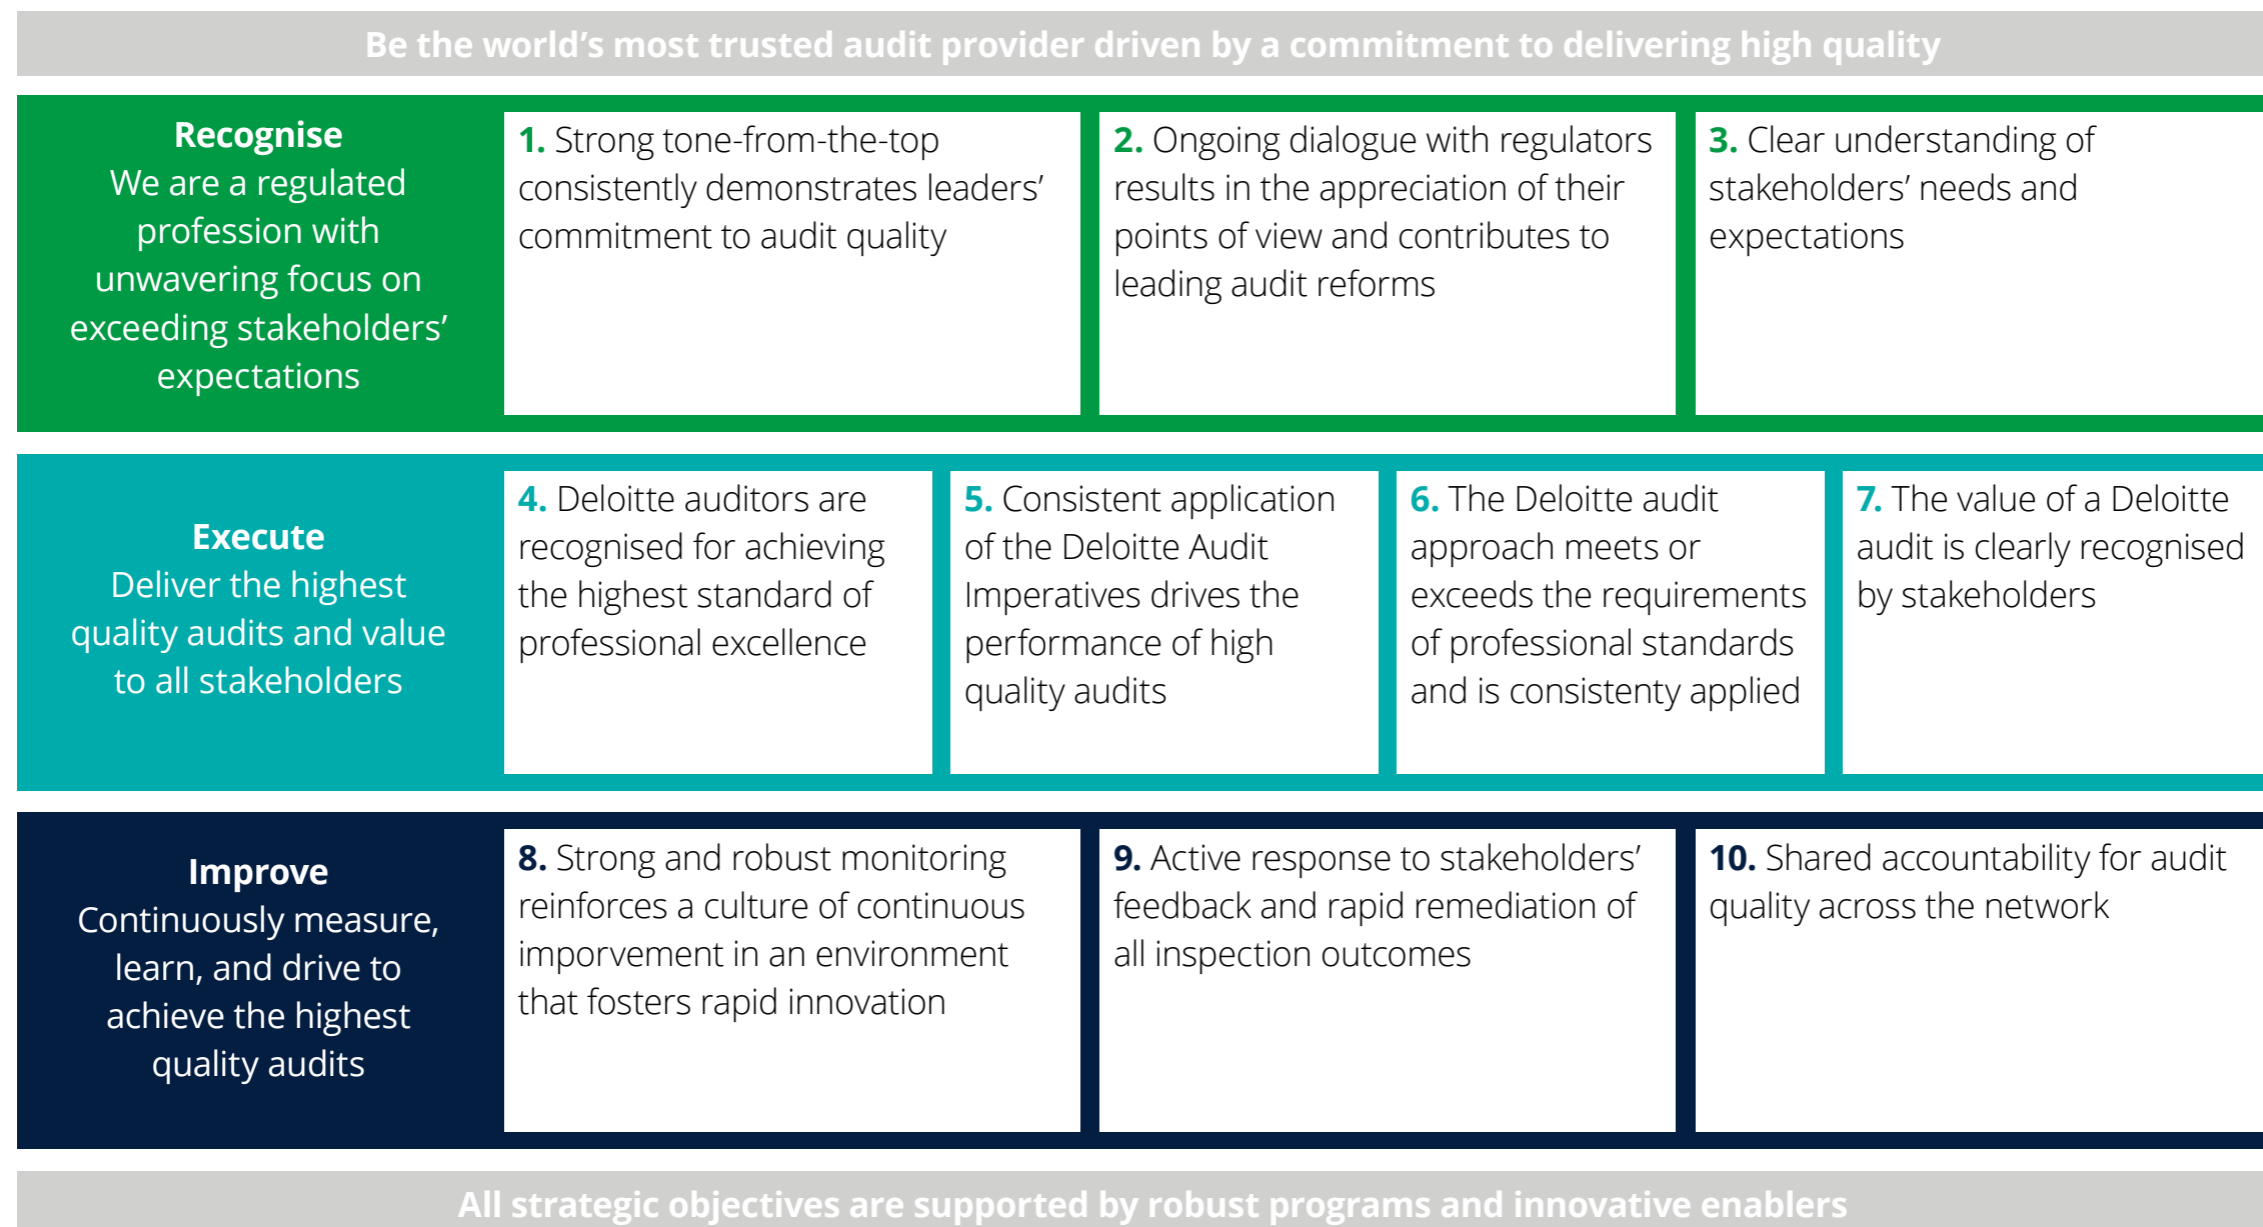 Be the world’s most trusted audit provider driven by a commitment to delivering high quality
Recognise
We are a regulated
profession with
unwavering focus on
exceeding stakeholders’
expectations
1. Strong tone-from-the-top
consistently demonstrates leaders’
commitment to audit quality
2. Ongoing dialogue with regulators
results in the appreciation of their
points of view and contributes to
leading audit reforms
3. Clear understanding of
stakeholders’ needs and
expectations
Execute
Deliver the highest
quality audits and value
to all stakeholders
4. Deloitte auditors are
recognised for achieving
the highest standard of
professional excellence
5. Consistent application
of the Deloitte Audit
Imperatives drives the
performance of high
quality audits
6. The Deloitte audit
approach meets or
exceeds the requirements
of professional standards
and is consistenty applied
7. The value of a Deloitte
audit is clearly recognised
by stakeholders
Improve
Continuously measure,
learn, and drive to
achieve the highest
quality audits
8. Strong and robust monitoring
reinforces a culture of continuous
imporvement in an environment
that fosters rapid innovation
9. Active response to stakeholders’
feedback and rapid remediation of
all inspection outcomes
10. Shared accountability for audit
quality across the network
All strategic objectives are supported by robust programs and innovative enablers